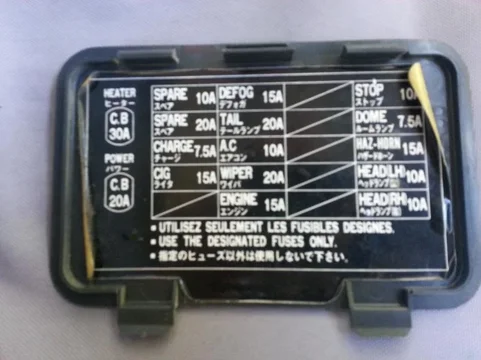 HEATER
ヒーター
C.B
30A
POWER
パワー
C.B
20A
SPARE 10A
スペア
DEFOG 15A
デフォガ
STOP 10A
ストップ
SPARE 20A
スペア
TAIL 20A
テールランプ
DOME 7.5A
ルームランプ
CHARGE 7.5A
チャージ
A.C 10A
エアコン
HAZ-HORN 15A
ハザードホーン
CIG 15A
ライタ
WIPER 20A
ワイパ
HEAD(LH) 10A
ヘッドランプ(左)
ENGINE 15A
エンジン
HEAD(RH) 10A
ヘッドランプ(右)
• UTILISEZ SEULEMENT LES FUSIBLES DESIGNES.
• USE THE DESIGNATED FUSES ONLY.
• 指定のヒューズ以外は使用しないで下さい。